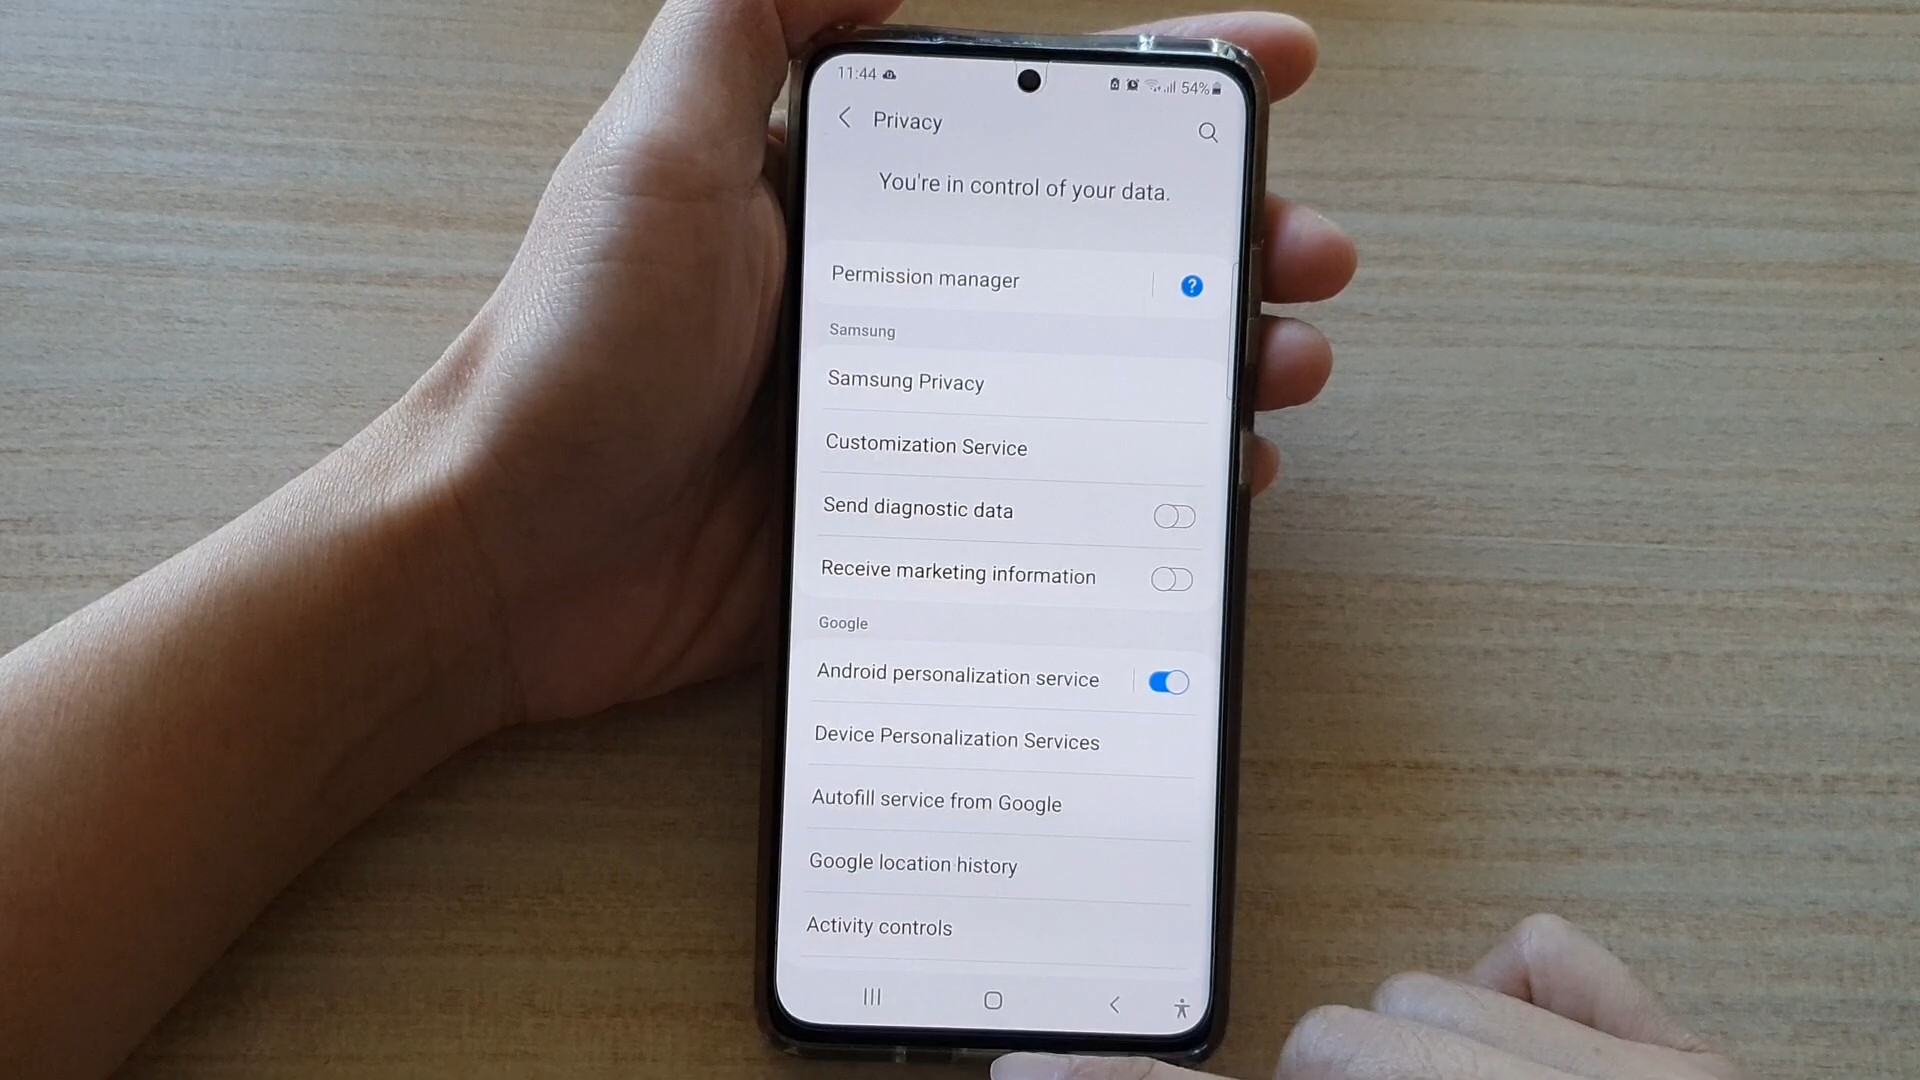 11:44
54%
Privacy
You're in control of your data.
Permission manager
?
Samsung
Samsung Privacy
Customization Service
Send diagnostic data
Receive marketing information
Google
Android personalization service
Device Personalization Services
Autofill service from Google
Google location history
Activity controls